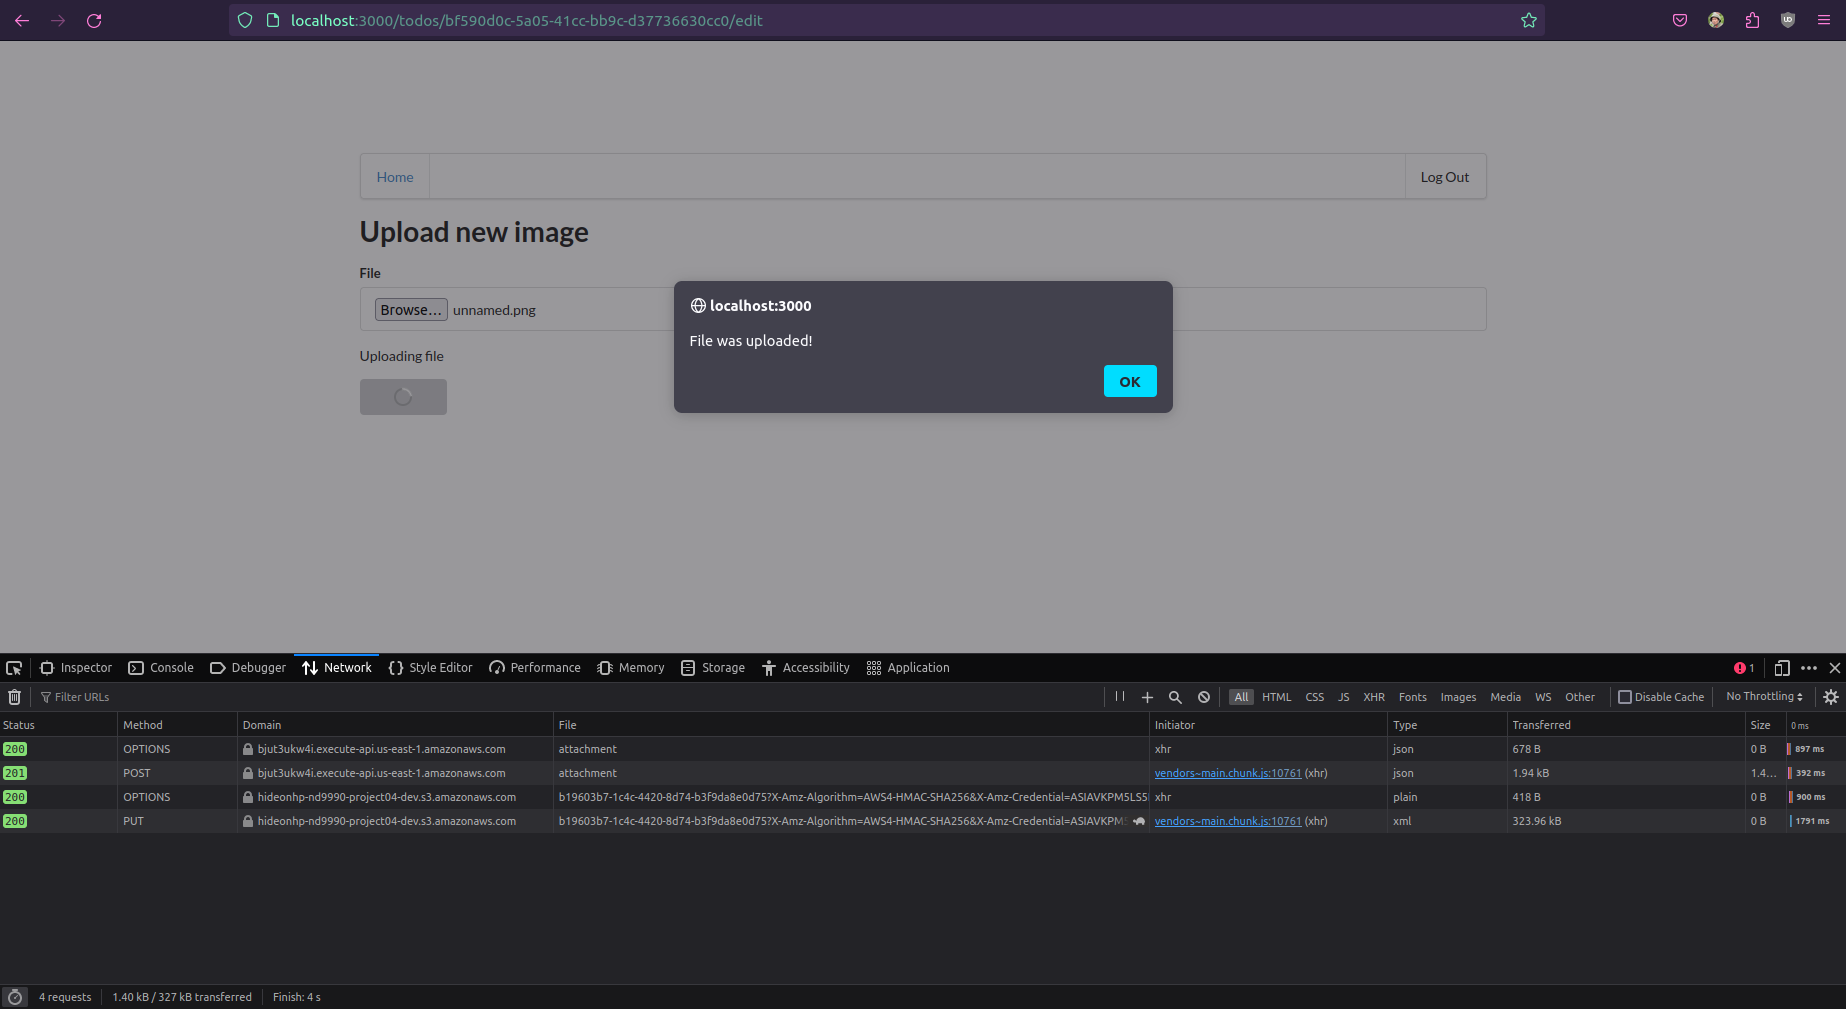 localhost:3000/todos/bf590d0c-5a05-41cc-bb9c-d37736630cc0/edit
Home
Log Out
Upload new image
File
Browse... unnamed.png
Uploading file
localhost:3000
File was uploaded!
OK
Inspector Console Debugger Network Style Editor Performance Memory Storage Accessibility Application 1
Filter URLs All HTML CSS JS XHR Fonts Images Media WS Other Disable Cache No Throttling
Status Method Domain File Initiator Type Transferred Size 0 ms
200 OPTIONS bjut3ukw4i.execute-api.us-east-1.amazonaws.com attachment xhr json 678 B 0 B 897 ms
201 POST bjut3ukw4i.execute-api.us-east-1.amazonaws.com attachment vendors~main.chunk.js:10761 (xhr) json 1.94 kB 1.4... 392 ms
200 OPTIONS hideonhp-nd9990-project04-dev.s3.amazonaws.com b19603b7-1c4c-4420-8d74-b3f9da8e0d75?X-Amz-Algorithm=AWS4-HMAC-SHA256&X-Amz-Credential=ASIAVKPM5LS5 xhr plain 418 B 0 B 900 ms
200 PUT hideonhp-nd9990-project04-dev.s3.amazonaws.com b19603b7-1c4c-4420-8d74-b3f9da8e0d75?X-Amz-Algorithm=AWS4-HMAC-SHA256&X-Amz-Credential=ASIAVKPM vendors~main.chunk.js:10761 (xhr) xml 323.96 kB 0 B 1791 ms
4 requests 1.40 kB / 327 kB transferred Finish: 4 s